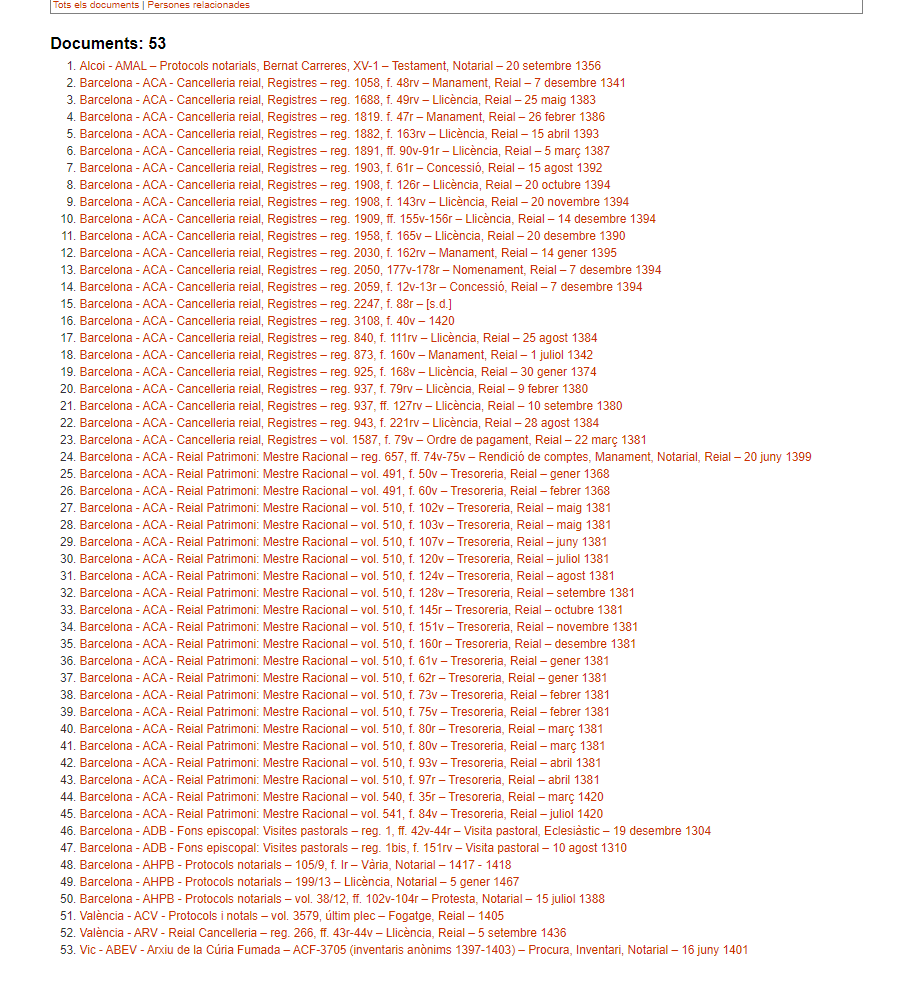 Tots els documents | Persones relacionades
Documents: 53
1. Alcoi - AMAL – Protocols notarials, Bernat Carreres, XV-1 – Testament, Notarial – 20 setembre 1356
2. Barcelona - ACA - Cancelleria reial, Registres – reg. 1058, f. 48rv – Manament, Reial – 7 desembre 1341
3. Barcelona - ACA - Cancelleria reial, Registres – reg. 1688, f. 49rv – Llicència, Reial – 25 maig 1383
4. Barcelona - ACA - Cancelleria reial, Registres – reg. 1819. f. 47r – Manament, Reial – 26 febrer 1386
5. Barcelona - ACA - Cancelleria reial, Registres – reg. 1882, f. 163rv – Llicència, Reial – 15 abril 1393
6. Barcelona - ACA - Cancelleria reial, Registres – reg. 1891, ff. 90v-91r – Llicència, Reial – 5 març 1387
7. Barcelona - ACA - Cancelleria reial, Registres – reg. 1903, f. 61r – Concessió, Reial – 15 agost 1392
8. Barcelona - ACA - Cancelleria reial, Registres – reg. 1908, f. 126r – Llicència, Reial – 20 octubre 1394
9. Barcelona - ACA - Cancelleria reial, Registres – reg. 1908, f. 143rv – Llicència, Reial – 20 novembre 1394
10. Barcelona - ACA - Cancelleria reial, Registres – reg. 1909, ff. 155v-156r – Llicència, Reial – 14 desembre 1394
11. Barcelona - ACA - Cancelleria reial, Registres – reg. 1958, f. 165v – Llicència, Reial – 20 desembre 1390
12. Barcelona - ACA - Cancelleria reial, Registres – reg. 2030, f. 162rv – Manament, Reial – 14 gener 1395
13. Barcelona - ACA - Cancelleria reial, Registres – reg. 2050, 177v-178r – Nomenament, Reial – 7 desembre 1394
14. Barcelona - ACA - Cancelleria reial, Registres – reg. 2059, f. 12v-13r – Concessió, Reial – 7 desembre 1394
15. Barcelona - ACA - Cancelleria reial, Registres – reg. 2247, f. 88r – [s.d.]
16. Barcelona - ACA - Cancelleria reial, Registres – reg. 3108, f. 40v – 1420
17. Barcelona - ACA - Cancelleria reial, Registres – reg. 840, f. 111rv – Llicència, Reial – 25 agost 1384
18. Barcelona - ACA - Cancelleria reial, Registres – reg. 873, f. 160v – Manament, Reial – 1 juliol 1342
19. Barcelona - ACA - Cancelleria reial, Registres – reg. 925, f. 168v – Llicència, Reial – 30 gener 1374
20. Barcelona - ACA - Cancelleria reial, Registres – reg. 937, f. 79rv – Llicència, Reial – 9 febrer 1380
21. Barcelona - ACA - Cancelleria reial, Registres – reg. 937, ff. 127rv – Llicència, Reial – 10 setembre 1380
22. Barcelona - ACA - Cancelleria reial, Registres – reg. 943, f. 221rv – Llicència, Reial – 28 agost 1384
23. Barcelona - ACA - Cancelleria reial, Registres – vol. 1587, f. 79v – Ordre de pagament, Reial – 22 març 1381
24. Barcelona - ACA - Reial Patrimoni: Mestre Racional – reg. 657, ff. 74v-75v – Rendició de comptes, Manament, Notarial, Reial – 20 juny 1399
25. Barcelona - ACA - Reial Patrimoni: Mestre Racional – vol. 491, f. 50v – Tresoreria, Reial – gener 1368
26. Barcelona - ACA - Reial Patrimoni: Mestre Racional – vol. 491, f. 60v – Tresoreria, Reial – febrer 1368
27. Barcelona - ACA - Reial Patrimoni: Mestre Racional – vol. 510, f. 102v – Tresoreria, Reial – maig 1381
28. Barcelona - ACA - Reial Patrimoni: Mestre Racional – vol. 510, f. 103v – Tresoreria, Reial – maig 1381
29. Barcelona - ACA - Reial Patrimoni: Mestre Racional – vol. 510, f. 107v – Tresoreria, Reial – juny 1381
30. Barcelona - ACA - Reial Patrimoni: Mestre Racional – vol. 510, f. 120v – Tresoreria, Reial – juliol 1381
31. Barcelona - ACA - Reial Patrimoni: Mestre Racional – vol. 510, f. 124v – Tresoreria, Reial – agost 1381
32. Barcelona - ACA - Reial Patrimoni: Mestre Racional – vol. 510, f. 128v – Tresoreria, Reial – setembre 1381
33. Barcelona - ACA - Reial Patrimoni: Mestre Racional – vol. 510, f. 145r – Tresoreria, Reial – octubre 1381
34. Barcelona - ACA - Reial Patrimoni: Mestre Racional – vol. 510, f. 151v – Tresoreria, Reial – novembre 1381
35. Barcelona - ACA - Reial Patrimoni: Mestre Racional – vol. 510, f. 160r – Tresoreria, Reial – desembre 1381
36. Barcelona - ACA - Reial Patrimoni: Mestre Racional – vol. 510, f. 61v – Tresoreria, Reial – gener 1381
37. Barcelona - ACA - Reial Patrimoni: Mestre Racional – vol. 510, f. 62r – Tresoreria, Reial – gener 1381
38. Barcelona - ACA - Reial Patrimoni: Mestre Racional – vol. 510, f. 73v – Tresoreria, Reial – febrer 1381
39. Barcelona - ACA - Reial Patrimoni: Mestre Racional – vol. 510, f. 75v – Tresoreria, Reial – febrer 1381
40. Barcelona - ACA - Reial Patrimoni: Mestre Racional – vol. 510, f. 80r – Tresoreria, Reial – març 1381
41. Barcelona - ACA - Reial Patrimoni: Mestre Racional – vol. 510, f. 80v – Tresoreria, Reial – març 1381
42. Barcelona - ACA - Reial Patrimoni: Mestre Racional – vol. 510, f. 93v – Tresoreria, Reial – abril 1381
43. Barcelona - ACA - Reial Patrimoni: Mestre Racional – vol. 510, f. 97r – Tresoreria, Reial – abril 1381
44. Barcelona - ACA - Reial Patrimoni: Mestre Racional – vol. 540, f. 35r – Tresoreria, Reial – març 1420
45. Barcelona - ACA - Reial Patrimoni: Mestre Racional – vol. 541, f. 84v – Tresoreria, Reial – juliol 1420
46. Barcelona - ADB - Fons episcopal: Visites pastorals – reg. 1, ff. 42v-44r – Visita pastoral, Eclesiàstic – 19 desembre 1304
47. Barcelona - ADB - Fons episcopal: Visites pastorals – reg. 1bis, f. 151rv – Visita pastoral – 10 agost 1310
48. Barcelona - AHPB - Protocols notarials – 105/9, f. Ir – Vària, Notarial – 1417 - 1418
49. Barcelona - AHPB - Protocols notarials – 199/13 – Llicència, Notarial – 5 gener 1467
50. Barcelona - AHPB - Protocols notarials – vol. 38/12, ff. 102v-104r – Protesta, Notarial – 15 juliol 1388
51. València - ACV - Protocols i notals – vol. 3579, últim plec – Fogatge, Reial – 1405
52. València - ARV - Reial Cancelleria – reg. 266, ff. 43r-44v – Llicència, Reial – 5 setembre 1436
53. Vic - ABEV - Arxiu de la Cúria Fumada – ACF-3705 (inventaris anònims 1397-1403) – Procura, Inventari, Notarial – 16 juny 1401